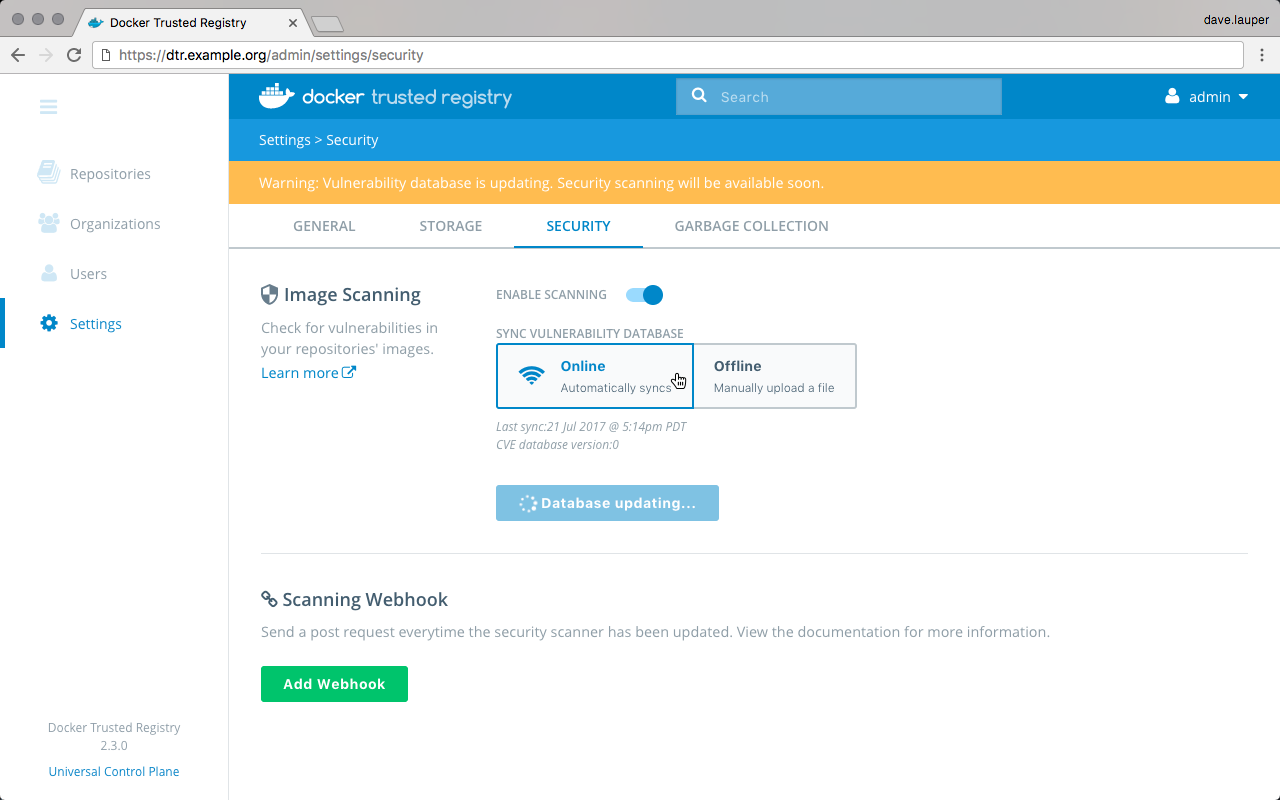 Docker Trusted Registry
dave.lauper
https://dtr.example.org/admin/settings/security
docker trusted registry
Search
admin
Settings > Security
Warning: Vulnerability database is updating. Security scanning will be available soon.
Repositories
Organizations
Users
Settings
GENERAL
STORAGE
SECURITY
GARBAGE COLLECTION
Image Scanning
Check for vulnerabilities in
your repositories' images.
Learn more
ENABLE SCANNING
SYNC VULNERABILITY DATABASE
Online
Automatically syncs
Offline
Manually upload a file
Last sync:21 Jul 2017 @ 5:14pm PDT
CVE database version:0
Database updating...
Scanning Webhook
Send a post request everytime the security scanner has been updated. View the documentation for more information.
Add Webhook
Docker Trusted Registry
2.3.0
Universal Control Plane